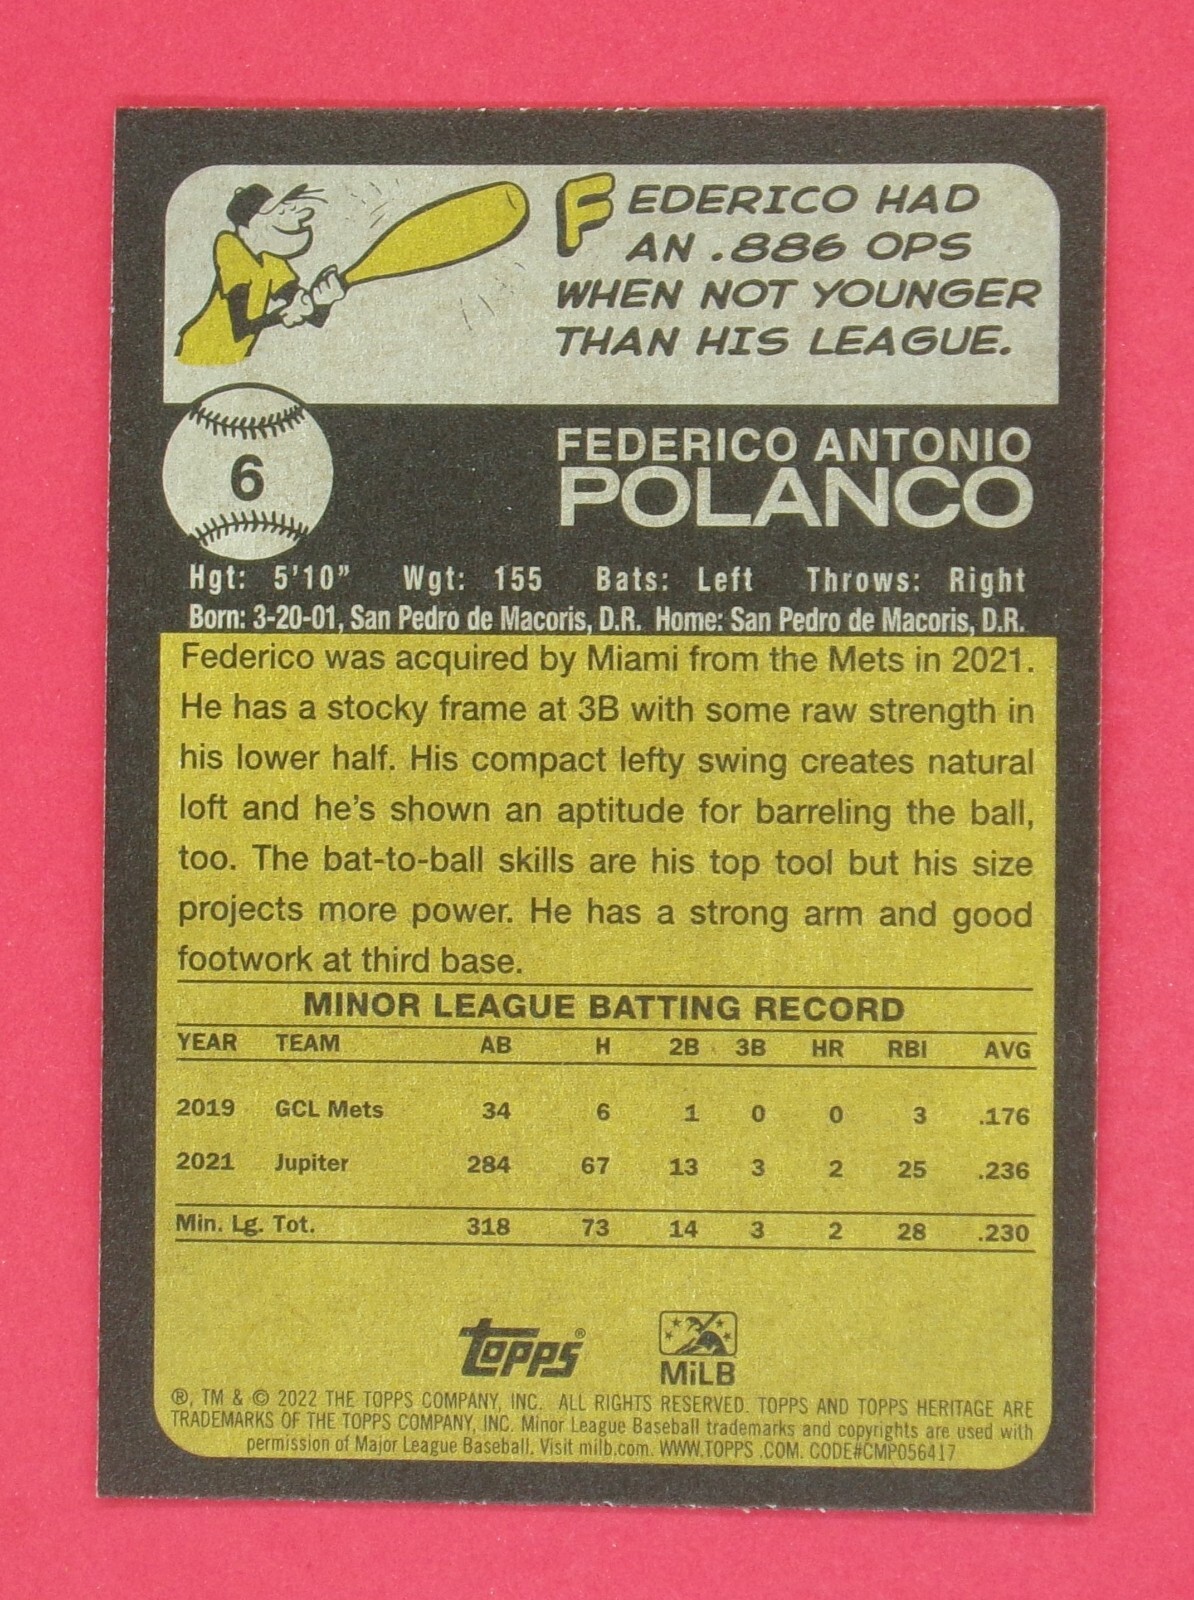 FEDERICO HAD
AN .886 OPS
WHEN NOT YOUNGER
THAN HIS LEAGUE.
6
FEDERICO ANTONIO
POLANCO
Hgt: 5'10" Wgt: 155 Bats: Left Throws: Right
Born: 3-20-01, San Pedro de Macoris, D.R. Home: San Pedro de Macoris, D.R.
Federico was acquired by Miami from the Mets in 2021.
He has a stocky frame at 3B with some raw strength in
his lower half. His compact lefty swing creates natural
loft and he's shown an aptitude for barreling the ball,
too. The bat-to-ball skills are his top tool but his size
projects more power. He has a strong arm and good
footwork at third base.
MINOR LEAGUE BATTING RECORD
YEAR TEAM AB H 2B 3B HR RBI AVG
2019 GCL Mets 34 6 1 0 0 3 .176
2021 Jupiter 284 67 13 3 2 25 .236
Min. Lg. Tot. 318 73 14 3 2 28 .230
topps®
MiLB
®, TM & © 2022 THE TOPPS COMPANY, INC. ALL RIGHTS RESERVED. TOPPS AND TOPPS HERITAGE ARE
TRADEMARKS OF THE TOPPS COMPANY, INC. Minor League Baseball trademarks and copyrights are used with
permission of Major League Baseball. Visit milb.com. WWW.TOPPS .COM. CODE#CMP056417